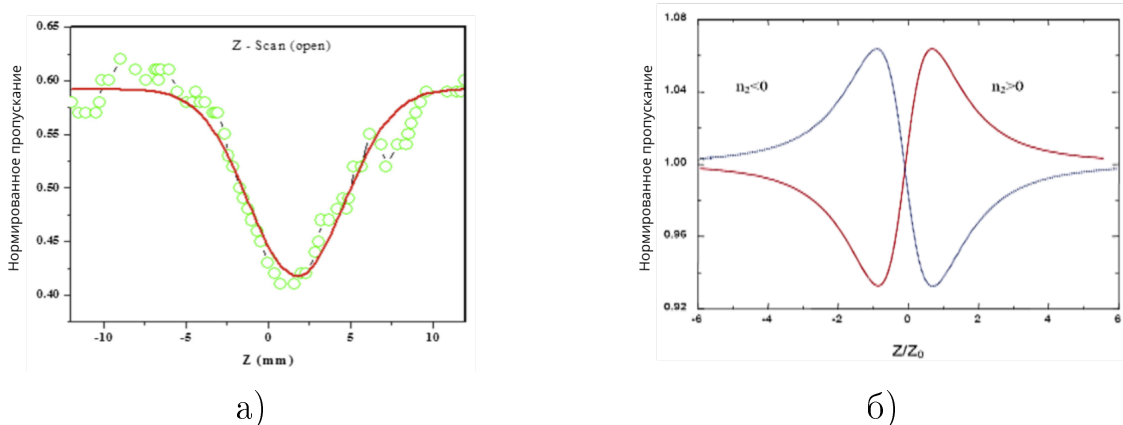 Z - Scan (open)
Нормированное пропускание
0.65
0.60
0.55
0.50
0.45
0.40
-10
-5
0
5
10
Z (mm)
а)
Нормированное пропускание
1.08
1.04
1.00
0.96
0.92
n₂<0
n₂>0
-6
-4
-2
0
2
4
6
Z/Z₀
б)